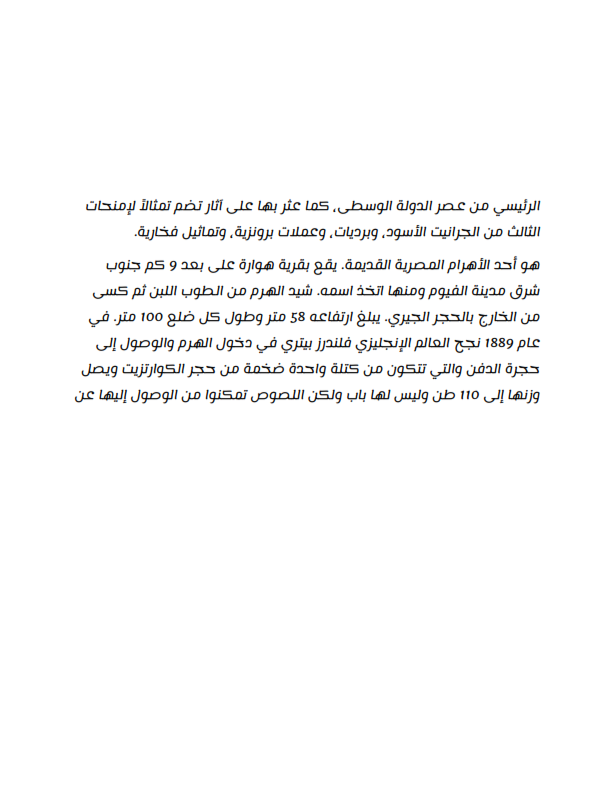 الرئيسي من عصر الدولة الوسطى، كما عثر بها على آثار تضم تمثالاً لإمنحات
الثالث من الجرانيت الأسود، وبرديات، وعملات برونزية، وتماثيل فخارية.
هو أحد الأهرام المصرية القديمة. يقع بقرية هوارة على بعد 9 كم جنوب
شرق مدينة الفيوم ومنها اتخذ اسمه. شيد الهرم من الطوب اللبن ثم كسى
من الخارج بالحجر الجيري. يبلغ ارتفاعه 58 متر وطول كل ضلع 100 متر. في
عام 1889 نجح العالم الإنجليزي فلندرز بيتري في دخول الهرم والوصول إلى
حجرة الدفن والتي تتكون من كتلة واحدة ضخمة من حجر الكوارتزيت ويصل
وزنها إلى 110 طن وليس لها باب ولكن اللصوص تمكنوا من الوصول إليها عن